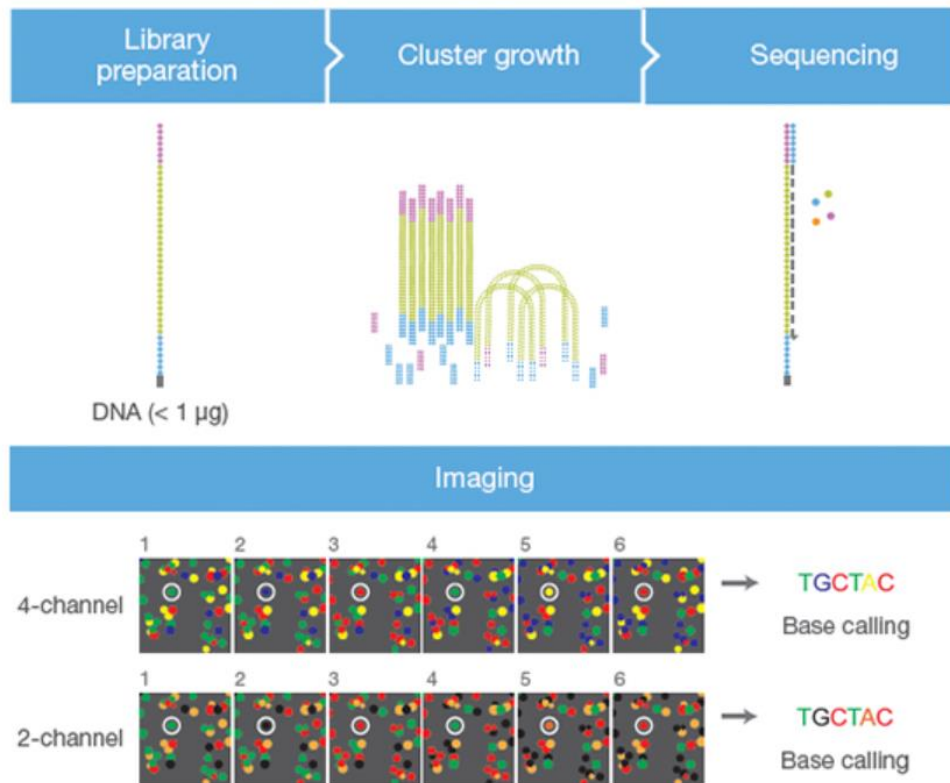 Library
preparation
Cluster growth
Sequencing
DNA (< 1 μg)
Imaging
1 2 3 4 5 6
4-channel
TGCTAC
Base calling
1 2 3 4 5 6
2-channel
TGCTAC
Base calling